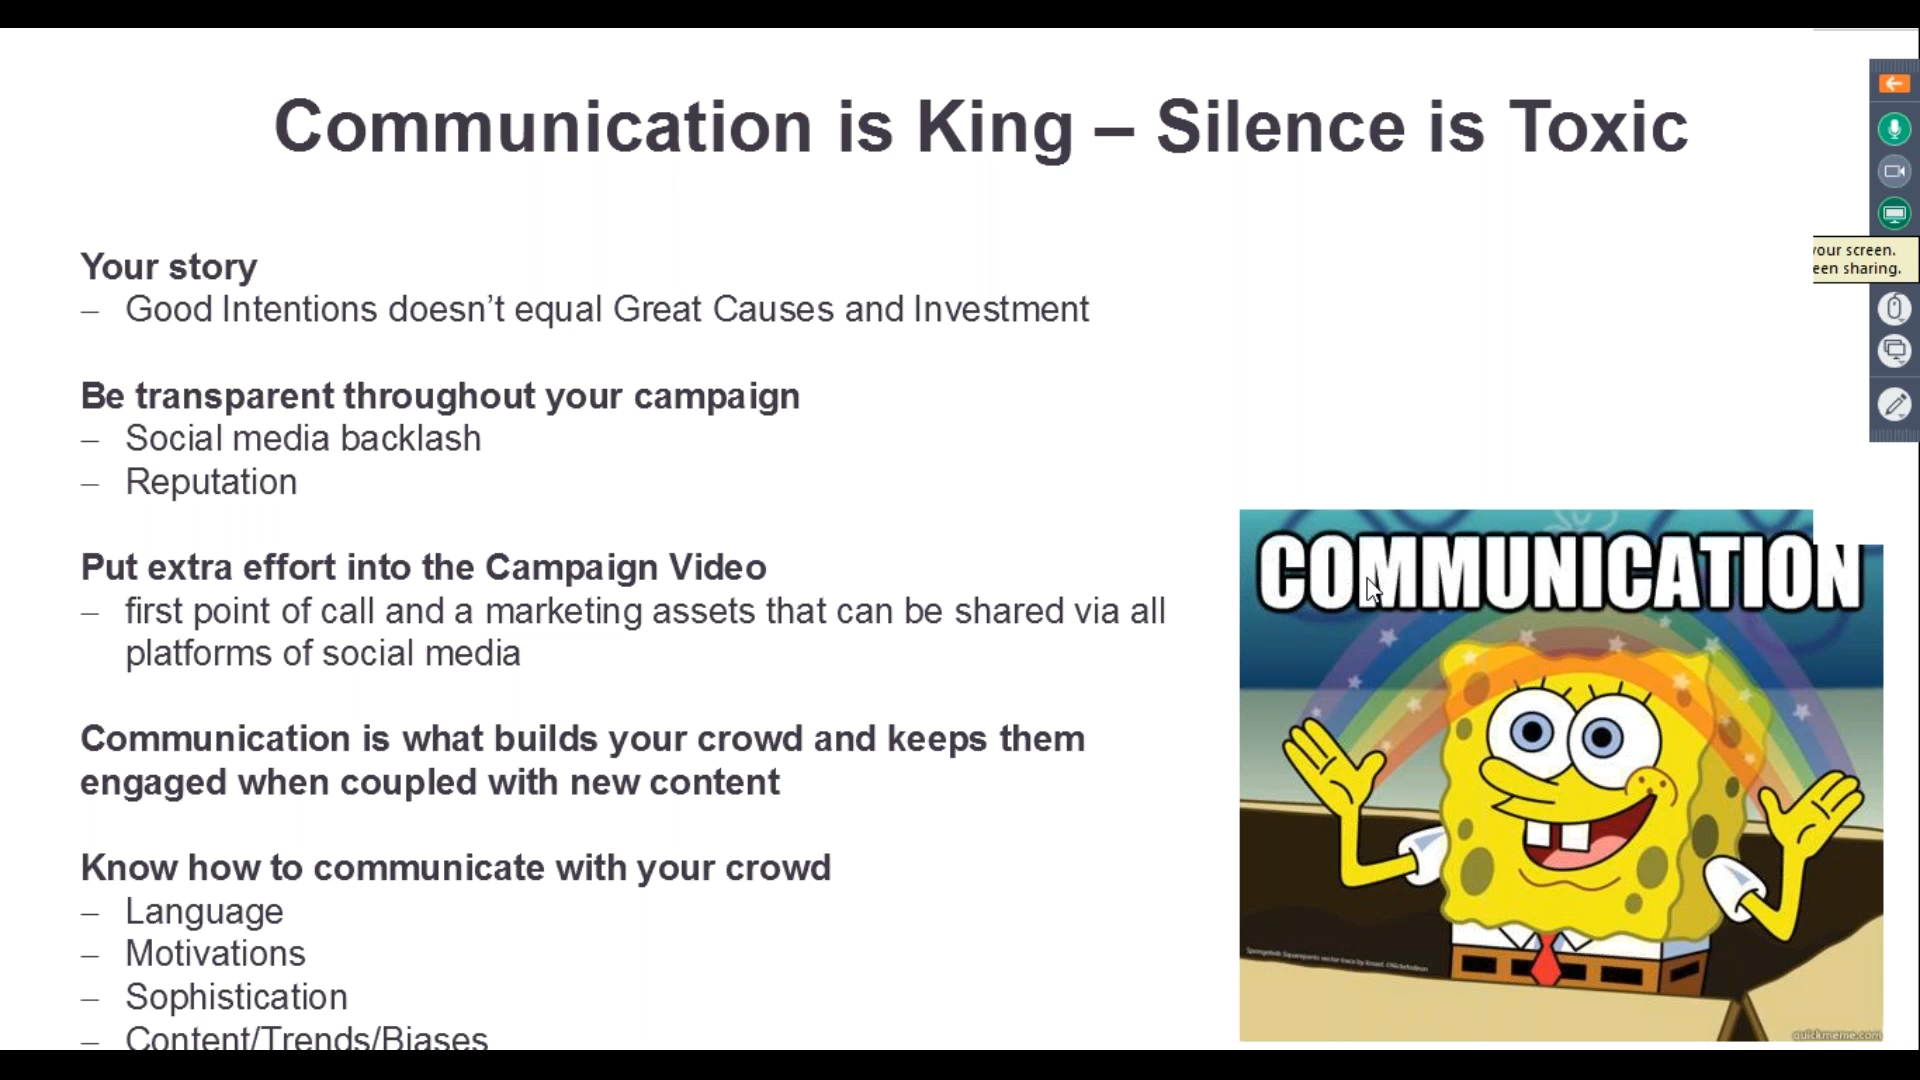 Communication is King – Silence is Toxic
Your story
– Good Intentions doesn’t equal Great Causes and Investment
Be transparent throughout your campaign
– Social media backlash
– Reputation
Put extra effort into the Campaign Video
– first point of call and a marketing assets that can be shared via all
platforms of social media
Communication is what builds your crowd and keeps them
engaged when coupled with new content
Know how to communicate with your crowd
– Language
– Motivations
– Sophistication
– Content/Trends/Biases
your screen.
een sharing.
COMMUNICATION
quickmeme.com